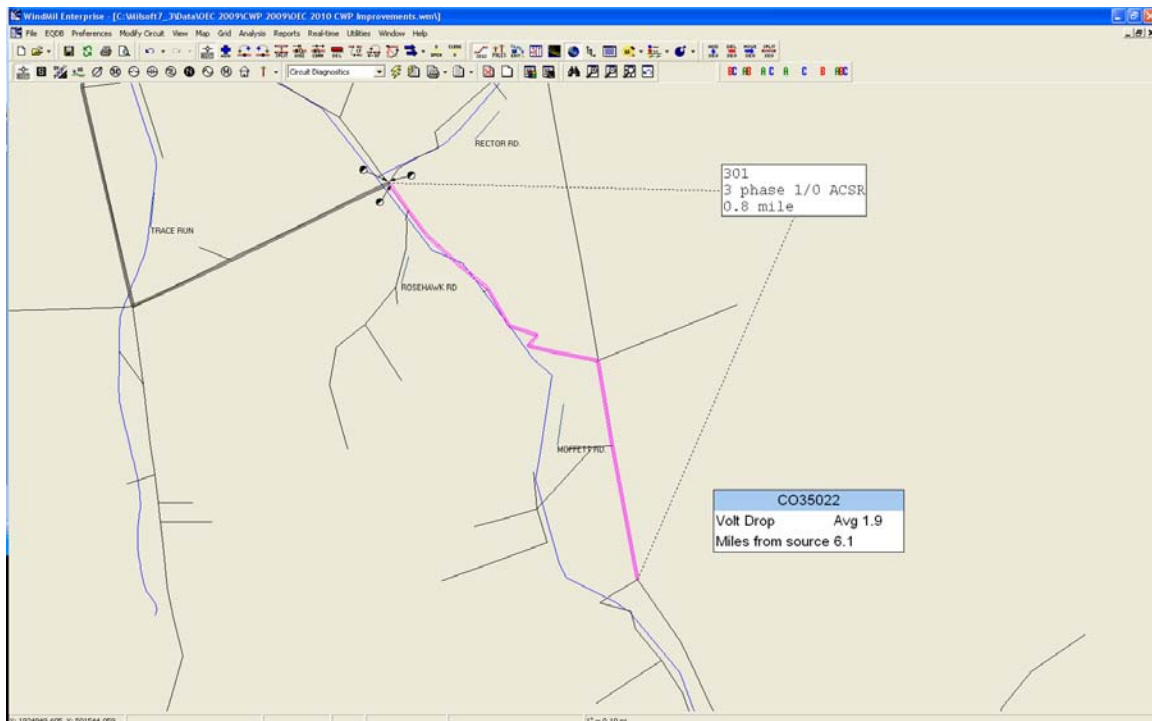 WindMil Enterprise - [C:\Milsoft7_3\Data\OEC 2009\CWP 2009\OEC 2010 CWP Improvements.wm\]
File EQDB Preferences Modify Circuit View Map Grid Analysis Reports Real-time Utilities Window Help
Circuit Diagnostics
BC AB A C A C B ABC
RECTOR RD.
301
3 phase 1/0 ACSR
0.8 mile
TRACE RUN
ROSEHAWK RD
MOFFETS RD.
CO35022
Volt Drop Avg 1.9
Miles from source 6.1